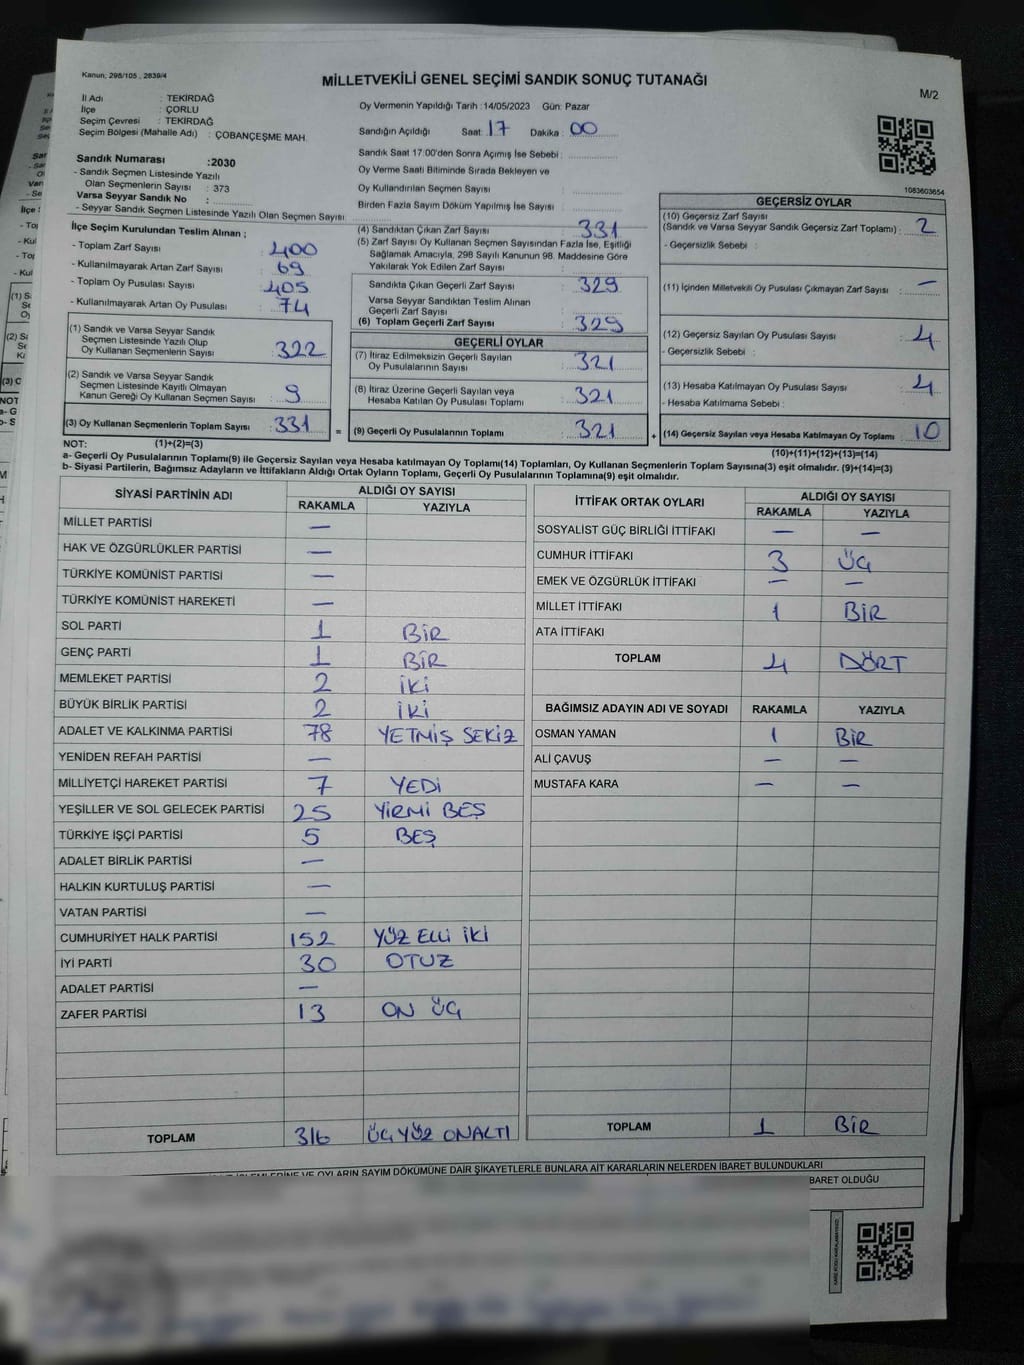 Kanun; 298/105 , 2839/4
MİLLETVEKİLİ GENEL SEÇİMİ SANDIK SONUÇ TUTANAĞI
M/2
İl Adı : TEKİRDAĞ
İlçe : ÇORLU
Seçim Çevresi : TEKİRDAĞ
Seçim Bölgesi (Mahalle Adı) : ÇOBANÇEŞME MAH.
Sandık Numarası :2030
- Sandık Seçmen Listesinde Yazılı
Olan Seçmenlerin Sayısı : 373
Varsa Seyyar Sandık No :
- Seyyar Sandık Seçmen Listesinde Yazılı Olan Seçmen Sayısı :
Oy Vermenin Yapıldığı Tarih :14/05/2023 Gün: Pazar
Sandığın Açıldığı Saat: 17 Dakika : 00
Sandık Saat 17:00'den Sonra Açımış İse Sebebi :
Oy Verme Saati Bitiminde Sırada Bekleyen ve
Oy Kullandırılan Seçmen Sayısı :
Birden Fazla Sayım Döküm Yapılmış İse Sayısı :
1083603654
İlçe Seçim Kurulundan Teslim Alınan ;
- Toplam Zarf Sayısı : 400
- Kullanılmayarak Artan Zarf Sayısı : 69
- Toplam Oy Pusulası Sayısı : 405
- Kullanılmayarak Artan Oy Pusulası : 74
(1) Sandık ve Varsa Seyyar Sandık
Seçmen Listesinde Yazılı Olup
Oy Kullanan Seçmenlerin Sayısı : 322
(2) Sandık ve Varsa Seyyar Sandık
Seçmen Listesinde Kayıtlı Olmayan
Kanun Gereği Oy Kullanan Seçmen Sayısı : 9
(3) Oy Kullanan Seçmenlerin Toplam Sayısı : 331
(4) Sandıktan Çıkan Zarf Sayısı : 331
(5) Zarf Sayısı Oy Kullanan Seçmen Sayısından Fazla İse, Eşitliği
Sağlamak Amacıyla, 298 Sayılı Kanunun 98. Maddesine Göre
Yakılarak Yok Edilen Zarf Sayısı :
Sandıkta Çıkan Geçerli Zarf Sayısı : 329
Varsa Seyyar Sandıktan Teslim Alınan
Geçerli Zarf Sayısı :
(6) Toplam Geçerli Zarf Sayısı : 329
GEÇERLİ OYLAR
(7) İtiraz Edilmeksizin Geçerli Sayılan
Oy Pusulalarının Sayısı : 321
(8) İtiraz Üzerine Geçerli Sayılan veya
Hesaba Katılan Oy Pusulası Toplamı : 321
= (9) Geçerli Oy Pusulalarının Toplamı : 321
GEÇERSİZ OYLAR
(10) Geçersiz Zarf Sayısı
(Sandık ve Varsa Seyyar Sandık Geçersiz Zarf Toplamı) : 2
- Geçersizlik Sebebi :
(11) İçinden Milletvekili Oy Pusulası Çıkmayan Zarf Sayısı : —
(12) Geçersiz Sayılan Oy Pusulası Sayısı : 4
- Geçersizlik Sebebi :
(13) Hesaba Katılmayan Oy Pusulası Sayısı : 4
- Hesaba Katılmama Sebebi :
+ (14) Geçersiz Sayılan veya Hesaba Katılmayan Oy Toplamı : 10
NOT: (1)+(2)=(3)
(10)+(11)+(12)+(13)=(14)
a- Geçerli Oy Pusulalarının Toplamı(9) ile Geçersiz Sayılan veya Hesaba katılmayan Oy Toplamı(14) Toplamları, Oy Kullanan Seçmenlerin Toplam Sayısına(3) eşit olmalıdır. (9)+(14)=(3)
b- Siyasi Partilerin, Bağımsız Adayların ve İttifakların Aldığı Ortak Oyların Toplamı, Geçerli Oy Pusulalarının Toplamına(9) eşit olmalıdır.
SİYASİ PARTİNİN ADI ALDIĞI OY SAYISI
RAKAMLA YAZIYLA
MİLLET PARTİSİ —
HAK VE ÖZGÜRLÜKLER PARTİSİ —
TÜRKİYE KOMÜNİST PARTİSİ —
TÜRKİYE KOMÜNİST HAREKETİ —
SOL PARTİ 1 BİR
GENÇ PARTİ 1 BİR
MEMLEKET PARTİSİ 2 İKİ
BÜYÜK BİRLİK PARTİSİ 2 İKİ
ADALET VE KALKINMA PARTİSİ 78 YETMİŞ SEKİZ
YENİDEN REFAH PARTİSİ —
MİLLİYETÇİ HAREKET PARTİSİ 7 YEDİ
YEŞİLLER VE SOL GELECEK PARTİSİ 25 YİRMİ BEŞ
TÜRKİYE İŞÇİ PARTİSİ 5 BEŞ
ADALET BİRLİK PARTİSİ —
HALKIN KURTULUŞ PARTİSİ —
VATAN PARTİSİ —
CUMHURİYET HALK PARTİSİ 152 YÜZ ELLİ İKİ
İYİ PARTİ 30 OTUZ
ADALET PARTİSİ —
ZAFER PARTİSİ 13 ON ÜÇ
TOPLAM 316 ÜÇ YÜZ ONALTI
İTTİFAK ORTAK OYLARI ALDIĞI OY SAYISI
RAKAMLA YAZIYLA
SOSYALİST GÜÇ BİRLİĞİ İTTİFAKI — —
CUMHUR İTTİFAKI 3 ÜÇ
EMEK VE ÖZGÜRLÜK İTTİFAKI — —
MİLLET İTTİFAKI 1 BİR
ATA İTTİFAKI
TOPLAM 4 DÖRT
BAĞIMSIZ ADAYIN ADI VE SOYADI RAKAMLA YAZIYLA
OSMAN YAMAN 1 BİR
ALİ ÇAVUŞ — —
MUSTAFA KARA — —
TOPLAM 1 BİR
OYLARIN SAYIM DÖKÜMÜNE DAİR ŞİKAYETLERLE BUNLARA AİT KARARLARIN NELERDEN İBARET BULUNDUKLARI
BARET OLDUĞU